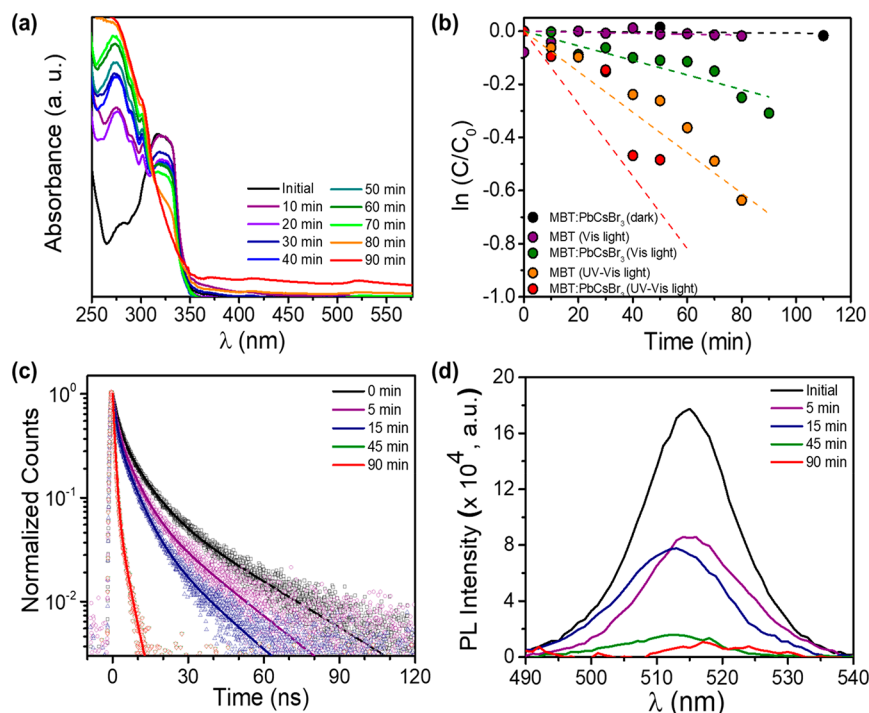 (a)
Absorbance (a. u.)
Initial
10 min
20 min
30 min
40 min
50 min
60 min
70 min
80 min
90 min
250 300 350 400 450 500 550
λ (nm)
(b)
ln (C/C0)
0.0
-0.2
-0.4
-0.6
-0.8
-1.0
MBT:PbCsBr3 (dark)
MBT (Vis light)
MBT:PbCsBr3 (Vis light)
MBT (UV-Vis light)
MBT:PbCsBr3 (UV-Vis light)
0 20 40 60 80 100 120
Time (min)
(c)
Normalized Counts
10^0
10^-1
10^-2
0 min
5 min
15 min
45 min
90 min
0 30 60 90 120
Time (ns)
(d)
PL Intensity (x 10^4, a.u.)
20
16
12
8
4
0
Initial
5 min
15 min
45 min
90 min
490 500 510 520 530 540
λ (nm)